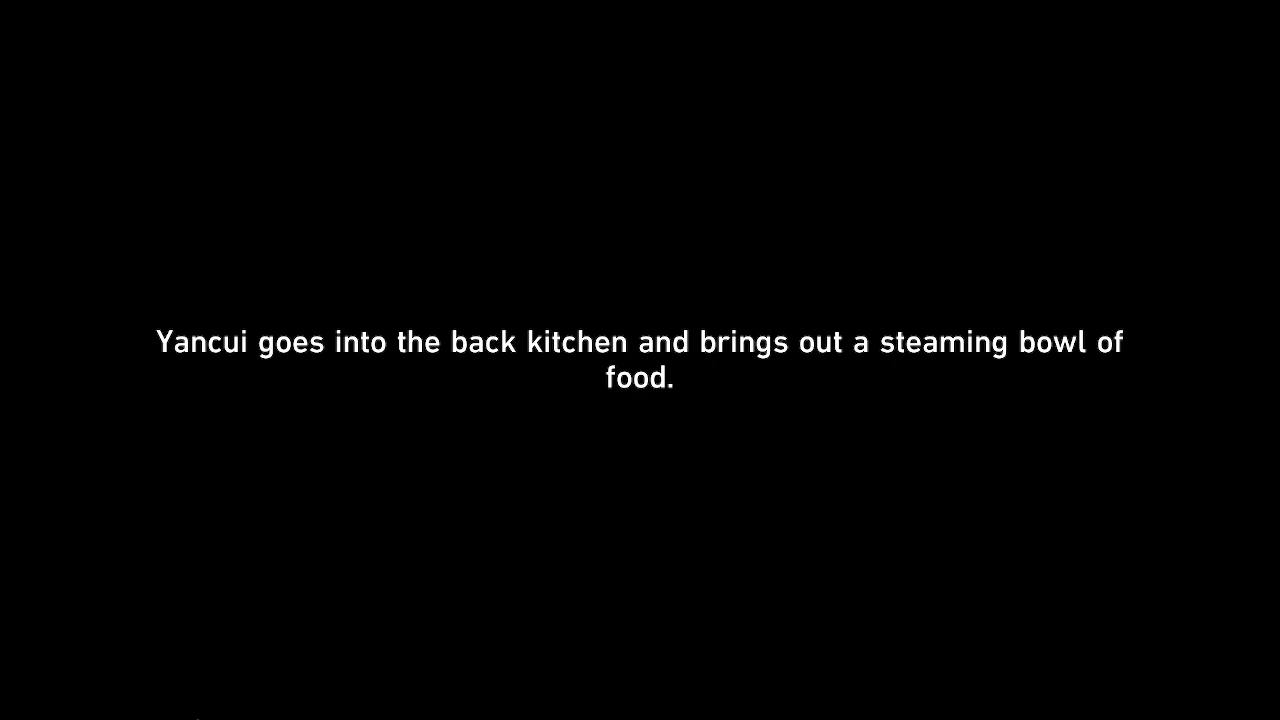 Yancui goes into the back kitchen and brings out a steaming bowl of
food.